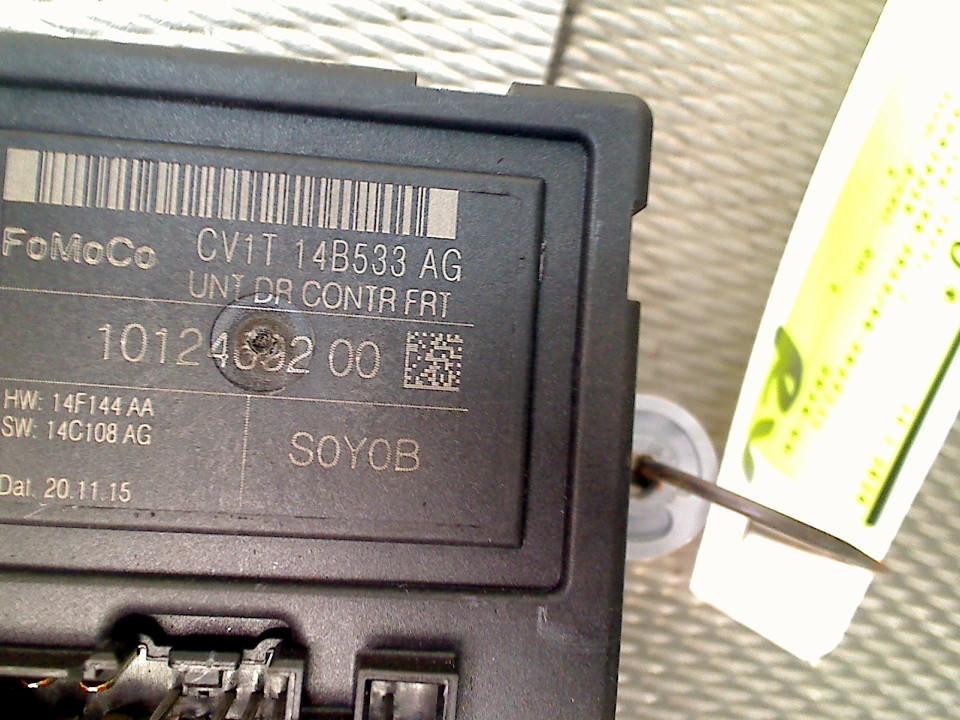 FoMoCo CV1T 14B533 AG
UNT DR CONTR FRT
00
HW: 14F144 AA
SW: 14C108 AG
S0Y0B
Dat. 20.11.15